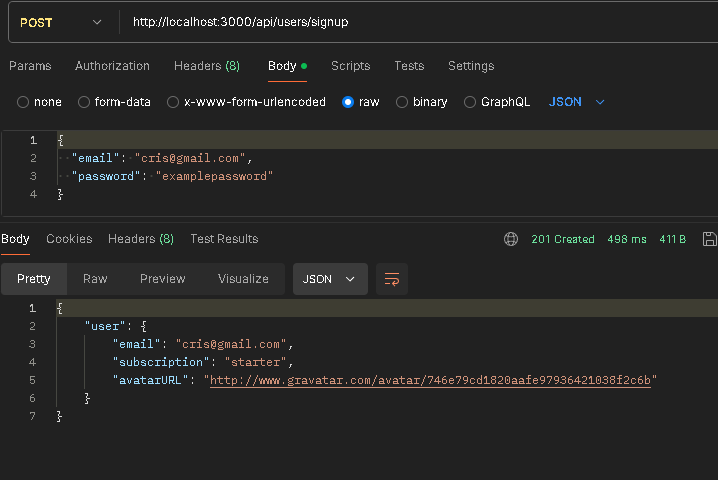 POST http://localhost:3000/api/users/signup
Params Authorization Headers (8) Body Scripts Tests Settings
none form-data x-www-form-urlencoded raw binary GraphQL JSON
1 {
2 "email": "cris@gmail.com",
3 "password": "examplepassword"
4 }
Body Cookies Headers (8) Test Results 201 Created 498 ms 411 B
Pretty Raw Preview Visualize JSON
1 {
2 "user": {
3 "email": "cris@gmail.com",
4 "subscription": "starter",
5 "avatarURL": "http://www.gravatar.com/avatar/746e79cd1820aafe97936421038f2c6b"
6 }
7 }